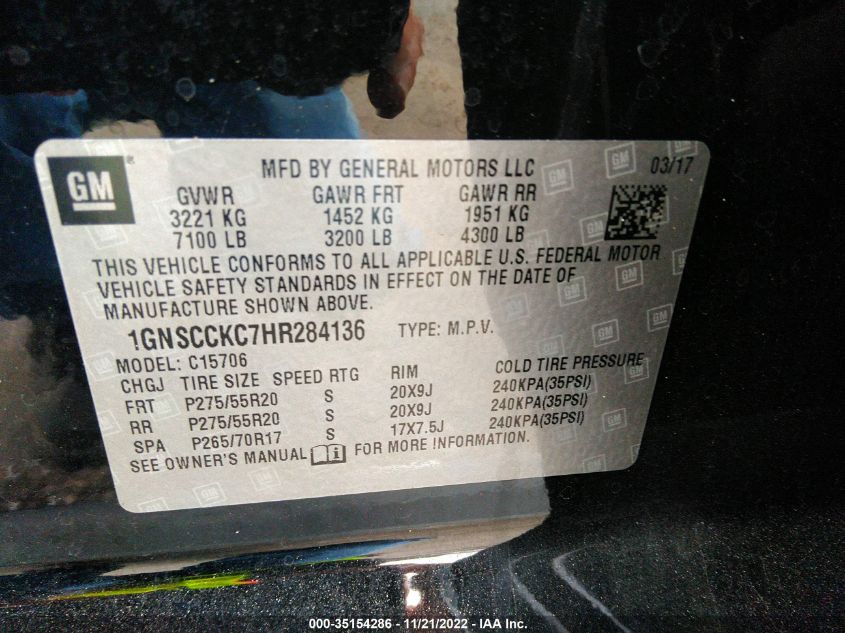 GM®
MFD BY GENERAL MOTORS LLC
03/17
GVWR GAWR FRT GAWR RR
3221 KG 1452 KG 1951 KG
7100 LB 3200 LB 4300 LB
THIS VEHICLE CONFORMS TO ALL APPLICABLE U.S. FEDERAL MOTOR
VEHICLE SAFETY STANDARDS IN EFFECT ON THE DATE OF
MANUFACTURE SHOWN ABOVE.
1GNSCCKC7HR284136 TYPE: M.P.V.
MODEL: C15706
CHGJ TIRE SIZE SPEED RTG RIM COLD TIRE PRESSURE
FRT P275/55R20 S 20X9J 240KPA(35PSI)
RR P275/55R20 S 20X9J 240KPA(35PSI)
SPA P265/70R17 S 17X7.5J 240KPA(35PSI)
SEE OWNER'S MANUAL FOR MORE INFORMATION.
000-35154286 - 11/21/2022 - IAA Inc.